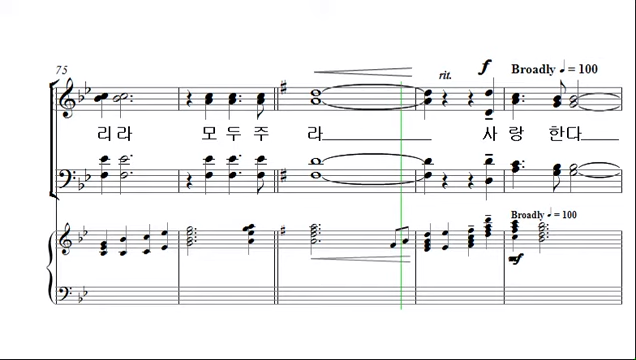 75
rit.
f
Broadly ♩ = 100
리라 모두주 라 사 랑 한다
Broadly ♩ = 100
mf